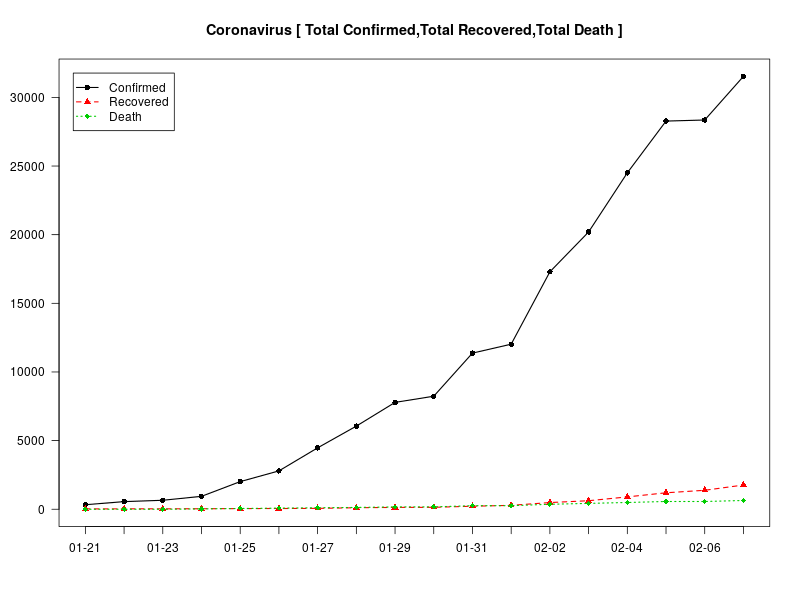 Coronavirus [ Total Confirmed,Total Recovered,Total Death ]
Confirmed
Recovered
Death
30000
25000
20000
15000
10000
5000
0
01-21 01-23 01-25 01-27 01-29 01-31 02-02 02-04 02-06